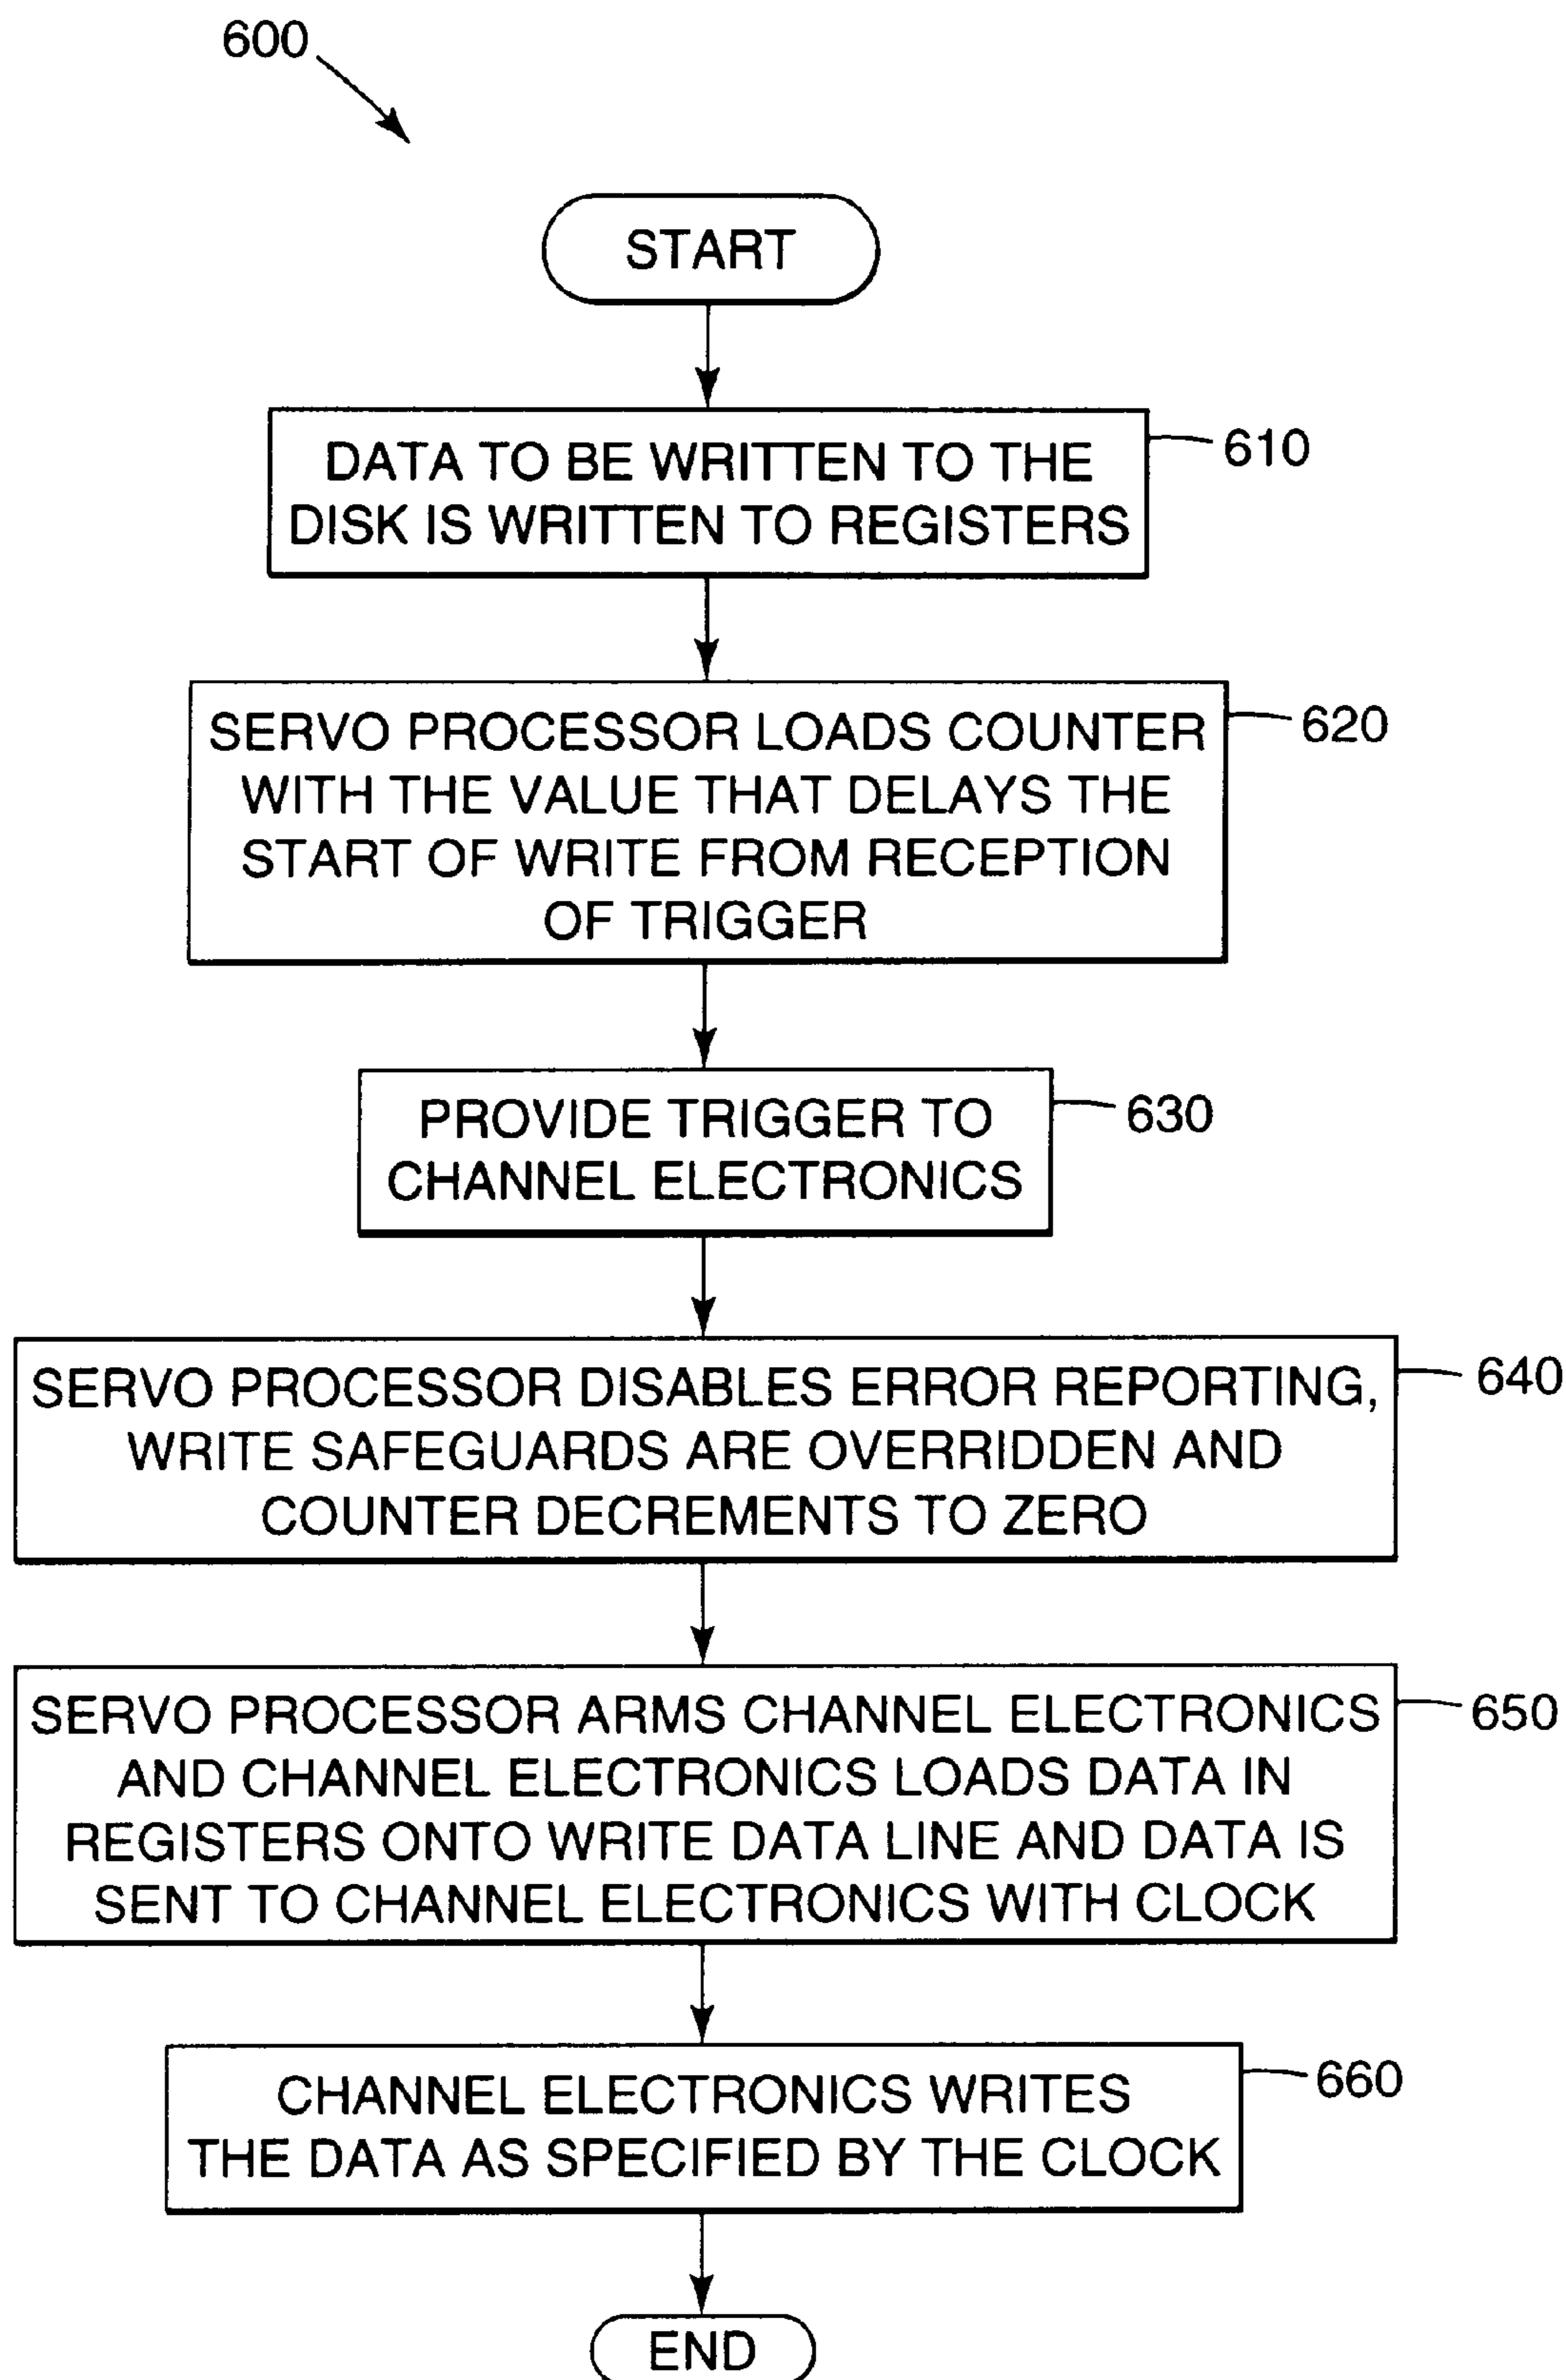 600
START
DATA TO BE WRITTEN TO THE
DISK IS WRITTEN TO REGISTERS
610
SERVO PROCESSOR LOADS COUNTER
WITH THE VALUE THAT DELAYS THE
START OF WRITE FROM RECEPTION
OF TRIGGER
620
PROVIDE TRIGGER TO
CHANNEL ELECTRONICS
630
SERVO PROCESSOR DISABLES ERROR REPORTING,
WRITE SAFEGUARDS ARE OVERRIDDEN AND
COUNTER DECREMENTS TO ZERO
640
SERVO PROCESSOR ARMS CHANNEL ELECTRONICS
AND CHANNEL ELECTRONICS LOADS DATA IN
REGISTERS ONTO WRITE DATA LINE AND DATA IS
SENT TO CHANNEL ELECTRONICS WITH CLOCK
650
CHANNEL ELECTRONICS WRITES
THE DATA AS SPECIFIED BY THE CLOCK
660
END